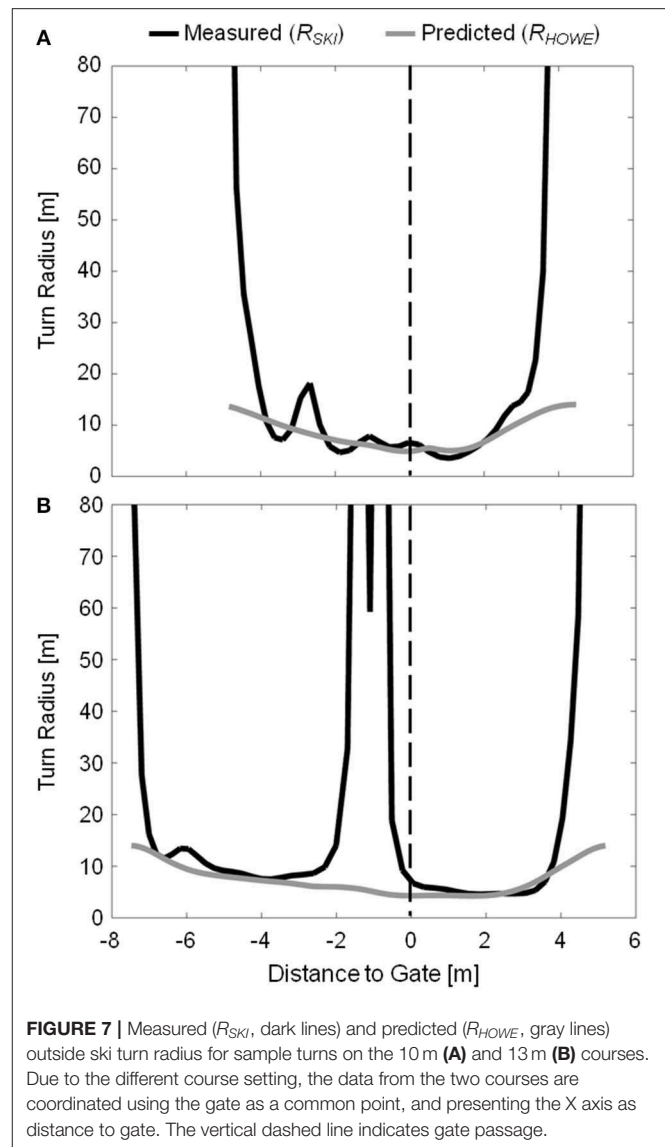 A
Measured (RSKI) Predicted (RHOWE)
80
70
60
50
40
30
20
10
0
Turn Radius [m]
B
80
70
60
50
40
30
20
10
0
Turn Radius [m]
-8 -6 -4 -2 0 2 4 6
Distance to Gate [m]
FIGURE 7 | Measured (RSKI, dark lines) and predicted (RHOWE, gray lines)
outside ski turn radius for sample turns on the 10 m (A) and 13 m (B) courses.
Due to the different course setting, the data from the two courses are
coordinated using the gate as a common point, and presenting the X axis as
distance to gate. The vertical dashed line indicates gate passage.